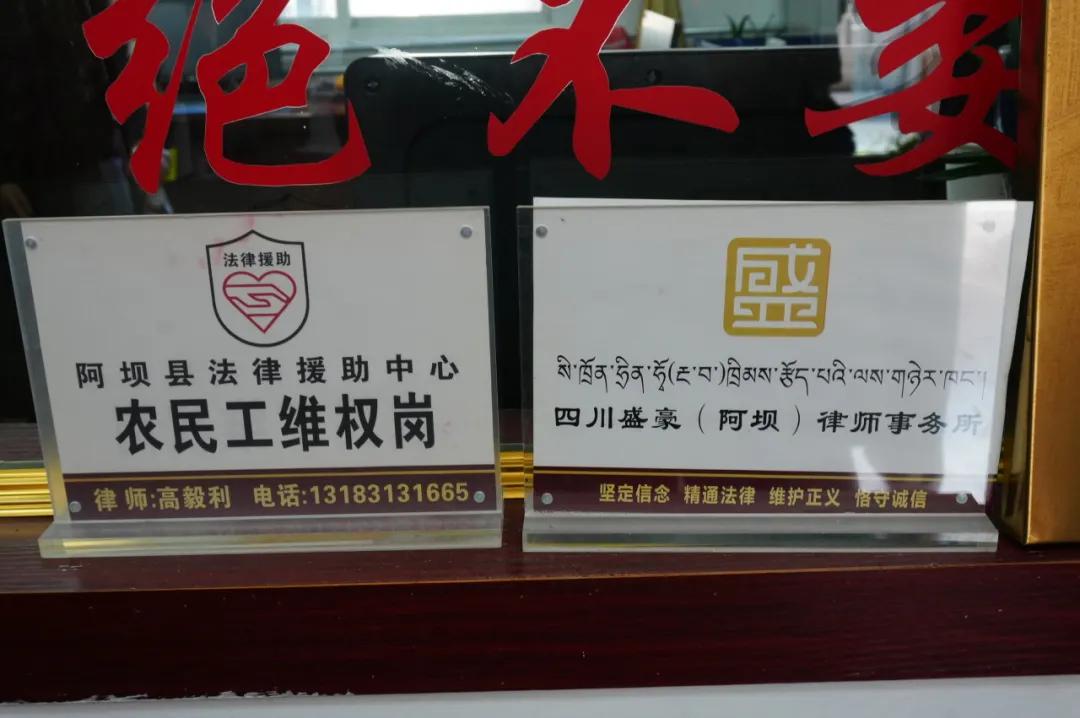 绝不妥
法律援助
阿坝县法律援助中心
农民工维权岗
律师:高毅利 电话:13183131665
盛
སི་ཁྲོན་ཧྲིན་ཧྭོ(རྔ་བ་)ཁྲིམས་རྩོད་པའི་ལས་གཉེར་ཁང་།
四川盛豪（阿坝）律师事务所
坚定信念 精通法律 维护正义 恪守诚信